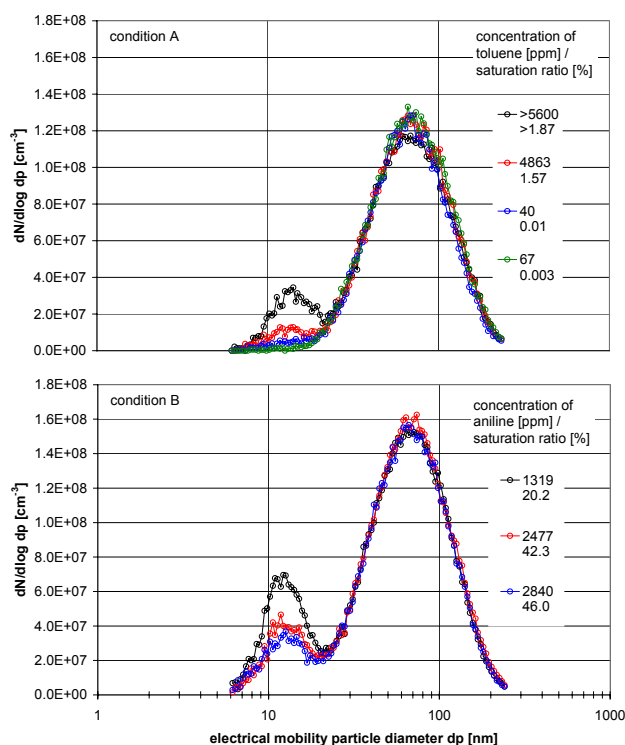 1.8E+08
1.6E+08
1.4E+08
1.2E+08
1.0E+08
8.0E+07
6.0E+07
4.0E+07
2.0E+07
0.0E+00
dN/dlog dp [cm-3]
condition A
concentration of
toluene [ppm] /
saturation ratio [%]
>5600
>1.87
4863
1.57
40
0.01
67
0.003
1.8E+08
1.6E+08
1.4E+08
1.2E+08
1.0E+08
8.0E+07
6.0E+07
4.0E+07
2.0E+07
0.0E+00
dN/dlog dp [cm-3]
condition B
concentration of
aniline [ppm] /
saturation ratio [%]
1319
20.2
2477
42.3
2840
46.0
1 10 100 1000
electrical mobility particle diameter dp [nm]